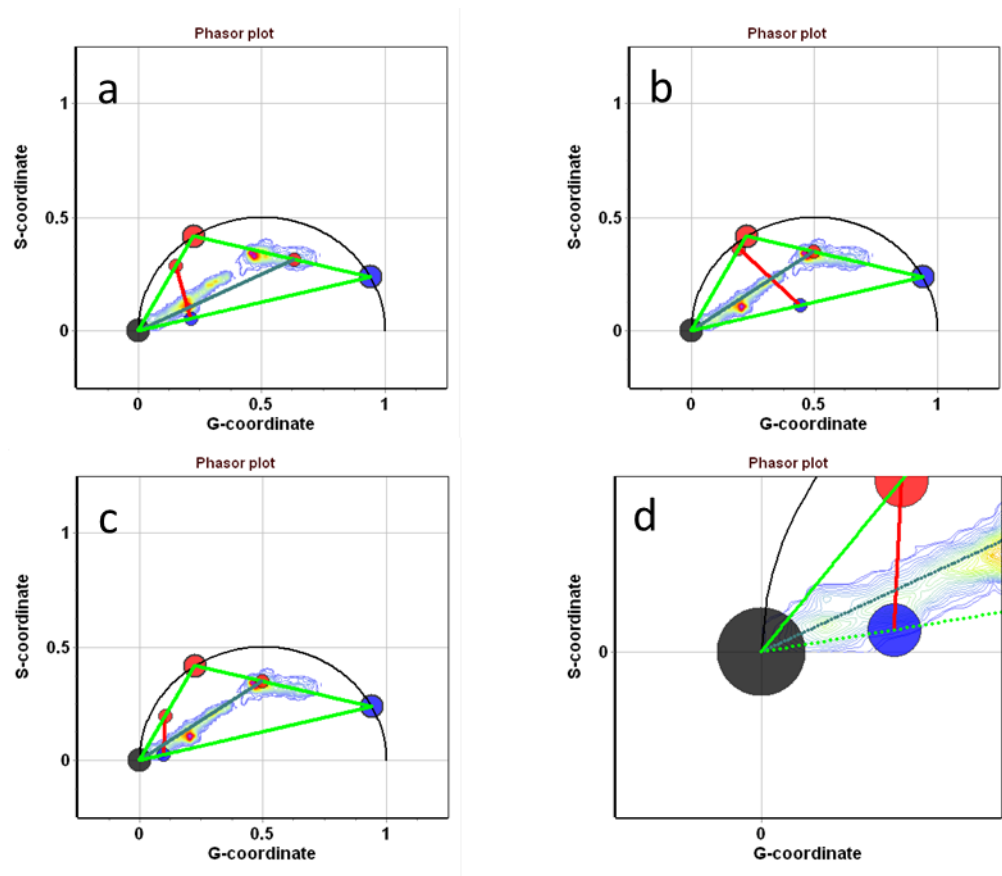 Phasor plot
a
1
0.5
0
S-coordinate
0 0.5 1
G-coordinate
Phasor plot
b
1
0.5
0
S-coordinate
0 0.5 1
G-coordinate
Phasor plot
c
1
0.5
0
S-coordinate
0 0.5 1
G-coordinate
Phasor plot
d
0
S-coordinate
0
G-coordinate